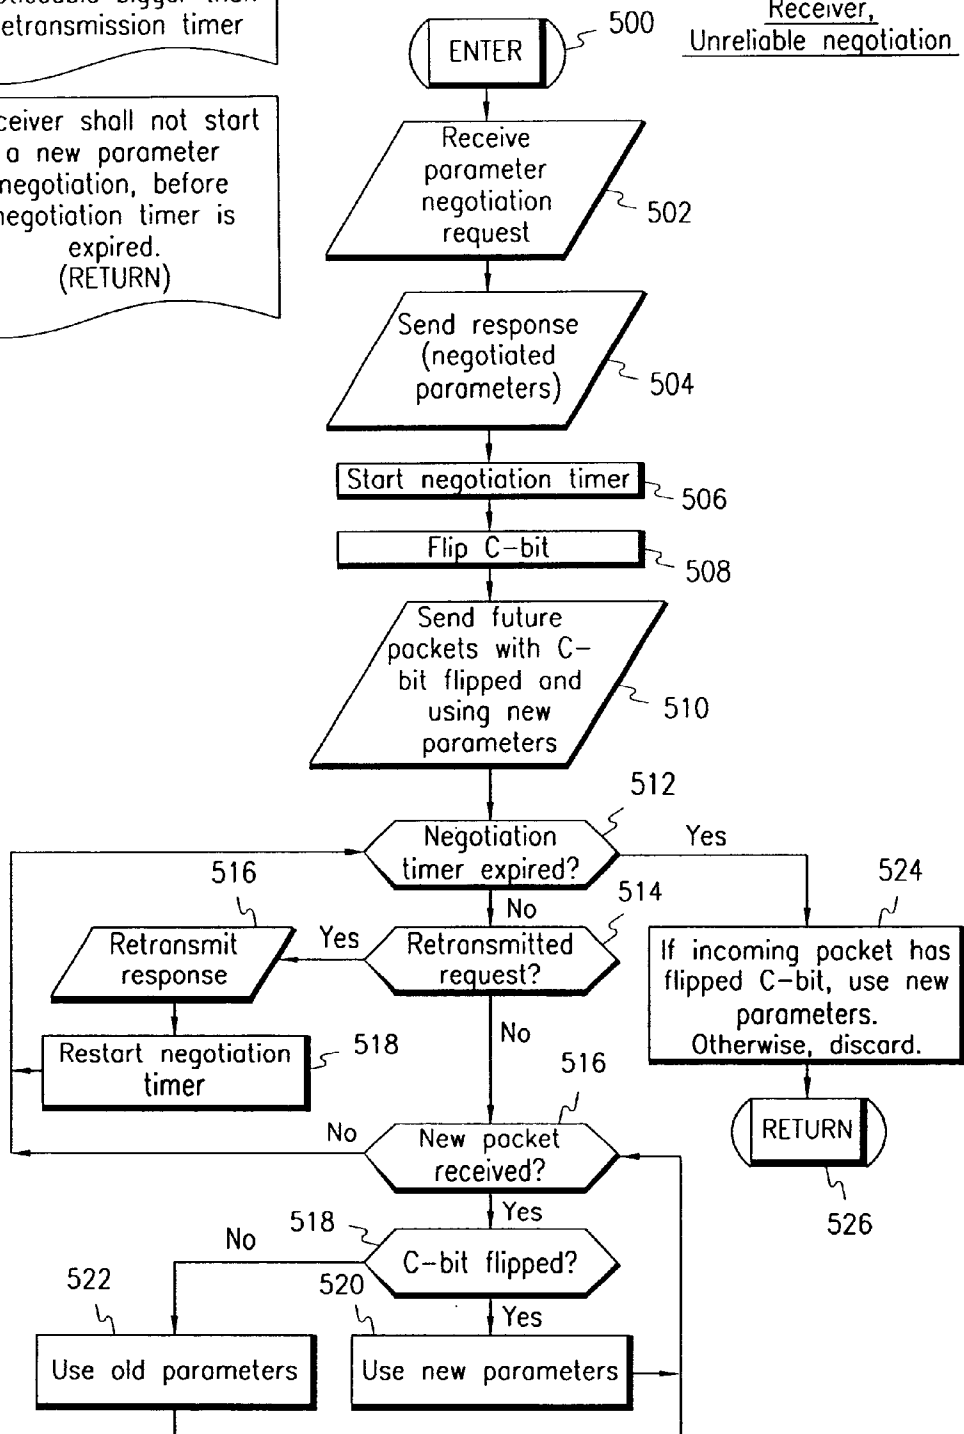 than
etransmission timer
ceiver shall not start
a new parameter
negotiation, before
negotiation timer is
expired.
(RETURN)
Receiver,
Unreliable negotiation
ENTER
500
Receive
parameter
negotiation
request
502
Send response
(negotiated
parameters)
504
Start negotiation timer
506
Flip C-bit
508
Send future
packets with C-
bit flipped and
using new
parameters
510
512
Negotiation
timer expired?
Yes
No
514
Retransmitted
request?
Yes
No
516
Retransmit
response
Restart negotiation
timer
518
524
If incoming packet has
flipped C-bit, use new
parameters.
Otherwise, discard.
RETURN
526
516
New packet
received?
No
Yes
518
C-bit flipped?
No
Yes
522
Use old parameters
520
Use new parameters